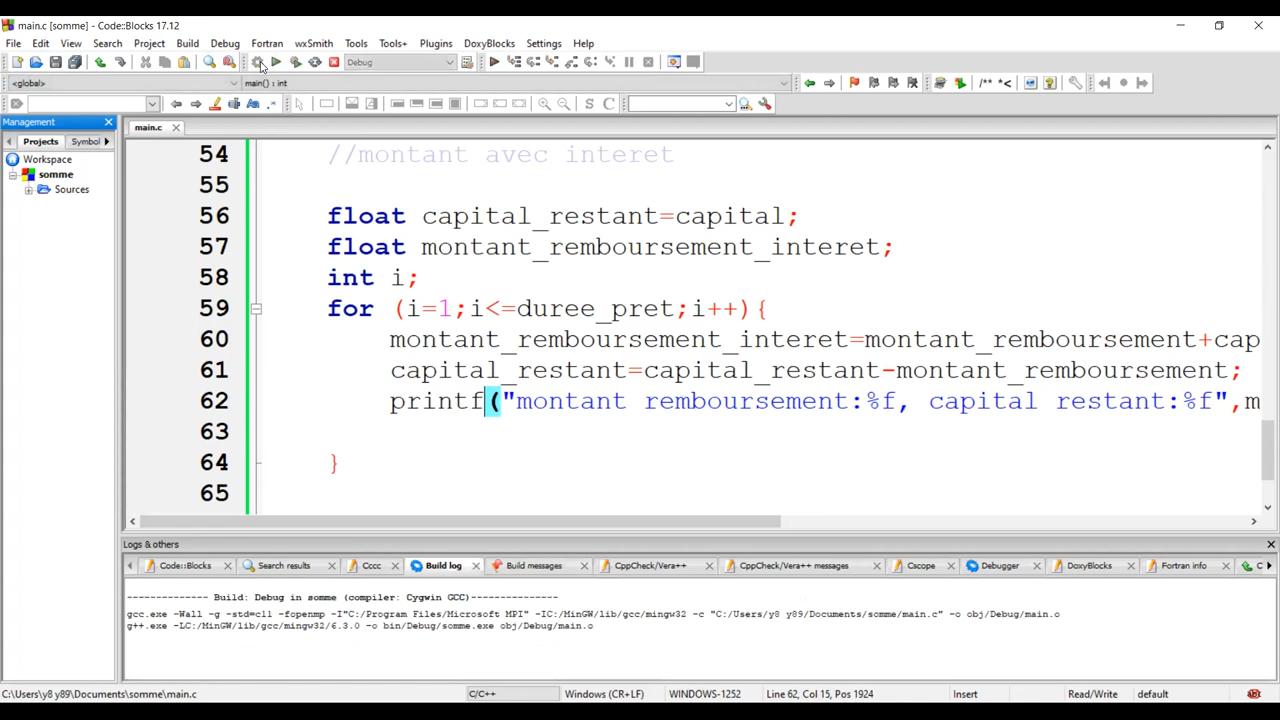 main.c [somme] - Code::Blocks 17.12
File Edit View Search Project Build Debug Fortran wxSmith Tools Tools+ Plugins DoxyBlocks Settings Help
Debug
<global> main() : int /** *<
S C
Management main.c
Projects Symbol
Workspace
somme
Sources
54 //montant avec interet
55
56 float capital_restant=capital;
57 float montant_remboursement_interet;
58 int i;
59 for (i=1;i<=duree_pret;i++){
60 montant_remboursement_interet=montant_remboursement+cap
61 capital_restant=capital_restant-montant_remboursement;
62 printf("montant remboursement:%f, capital restant:%f",m
63
64 }
65
Logs & others
Code::Blocks Search results Cccc Build log Build messages CppCheck/Vera++ CppCheck/Vera++ messages Cscope Debugger DoxyBlocks Fortran info C
-------------- Build: Debug in somme (compiler: Cygwin GCC)---------------
gcc.exe -Wall -g -std=c11 -fopenmp -I"C:/Program Files/Microsoft MPI" -IC:/MinGW/lib/gcc/mingw32 -c "C:/Users/y8 y89/Documents/somme/main.c" -o obj/Debug/main.o
g++.exe -LC:/MinGW/lib/gcc/mingw32/6.3.0 -o bin/Debug/somme.exe obj/Debug/main.o
C:\Users\y8 y89\Documents\somme\main.c C/C++ Windows (CR+LF) WINDOWS-1252 Line 62, Col 15, Pos 1924 Insert Read/Write default